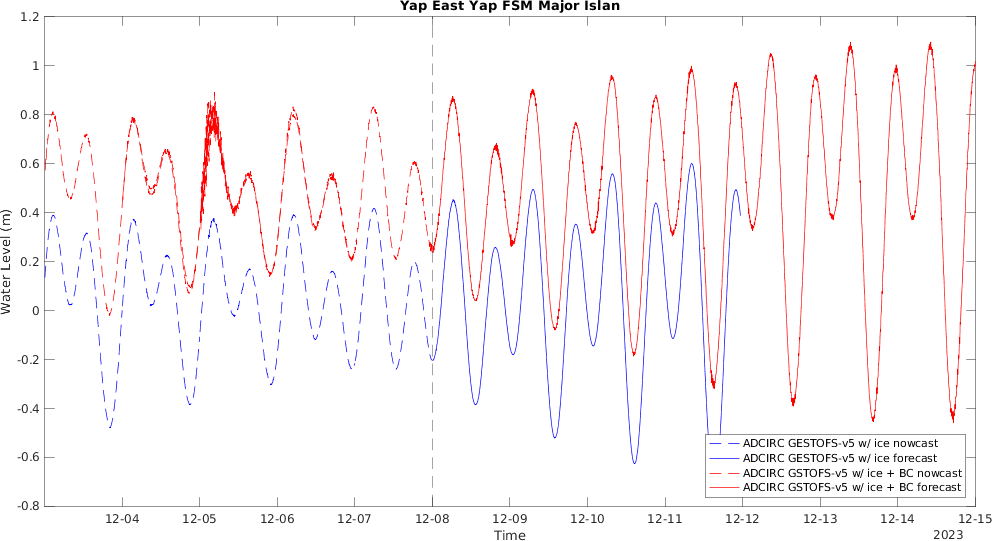 Yap East Yap FSM Major Islan
1.2
1
0.8
0.6
0.4
0.2
0
-0.2
-0.4
-0.6
-0.8
Water Level (m)
12-04 12-05 12-06 12-07 12-08 12-09 12-10 12-11 12-12 12-13 12-14 12-15
Time
2023
ADCIRC GESTOFS-v5 w/ ice nowcast
ADCIRC GESTOFS-v5 w/ ice forecast
ADCIRC GSTOFS-v5 w/ ice + BC nowcast
ADCIRC GSTOFS-v5 w/ ice + BC forecast